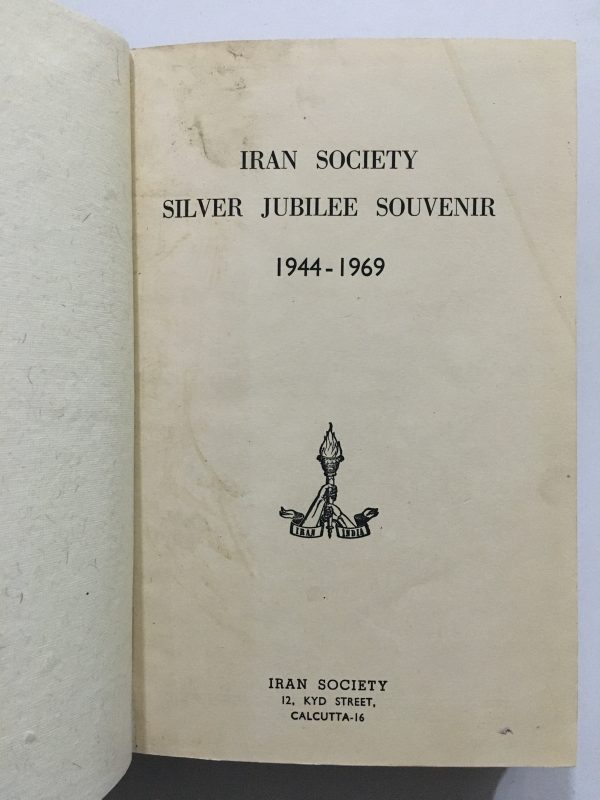 IRAN SOCIETY
SILVER JUBILEE SOUVENIR
1944-1969
IRAN INDIA
IRAN SOCIETY
12, KYD STREET,
CALCUTTA-16